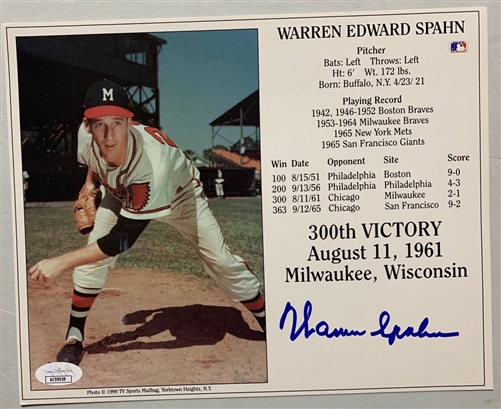 WARREN EDWARD SPAHN
Pitcher
Bats: Left Throws: Left
Ht: 6' Wt. 172 lbs.
Born: Buffalo, N.Y. 4/23/ 21
Playing Record
1942, 1946-1952 Boston Braves
1953-1964 Milwaukee Braves
1965 New York Mets
1965 San Francisco Giants
Win Date Opponent Site Score
100 8/15/51 Philadelphia Boston 9-0
200 9/13/56 Philadelphia Philadelphia 4-3
300 8/11/61 Chicago Milwaukee 2-1
363 9/12/65 Chicago San Francisco 9-2
300th VICTORY
August 11, 1961
Milwaukee, Wisconsin
Warren Spahn
M
JSA
Photo © 1990 TV Sports Mailbag, Yorktown Heights, N.Y.